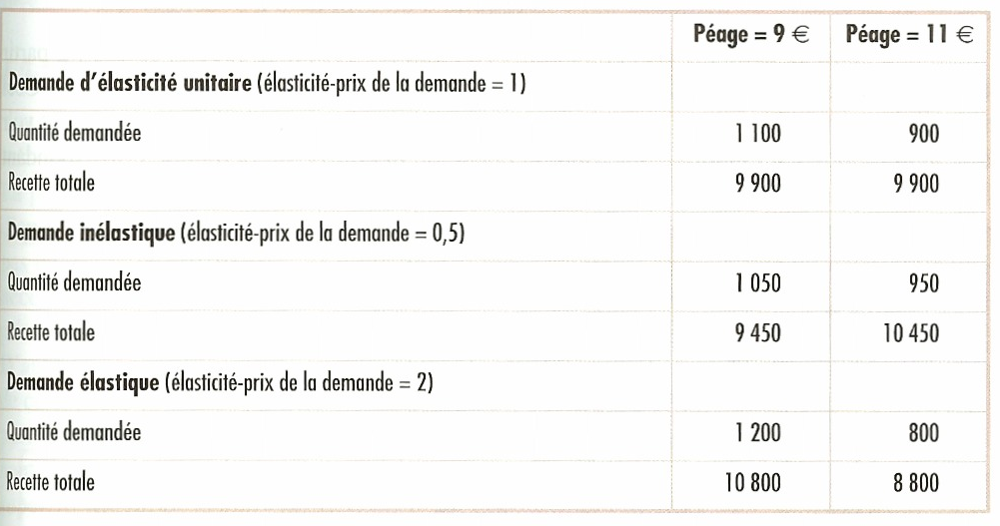 Péage = 9 € Péage = 11 €
Demande d'élasticité unitaire (élasticité-prix de la demande = 1)
Quantité demandée 1 100 900
Recette totale 9 900 9 900
Demande inélastique (élasticité-prix de la demande = 0,5)
Quantité demandée 1 050 950
Recette totale 9 450 10 450
Demande élastique (élasticité-prix de la demande = 2)
Quantité demandée 1 200 800
Recette totale 10 800 8 800